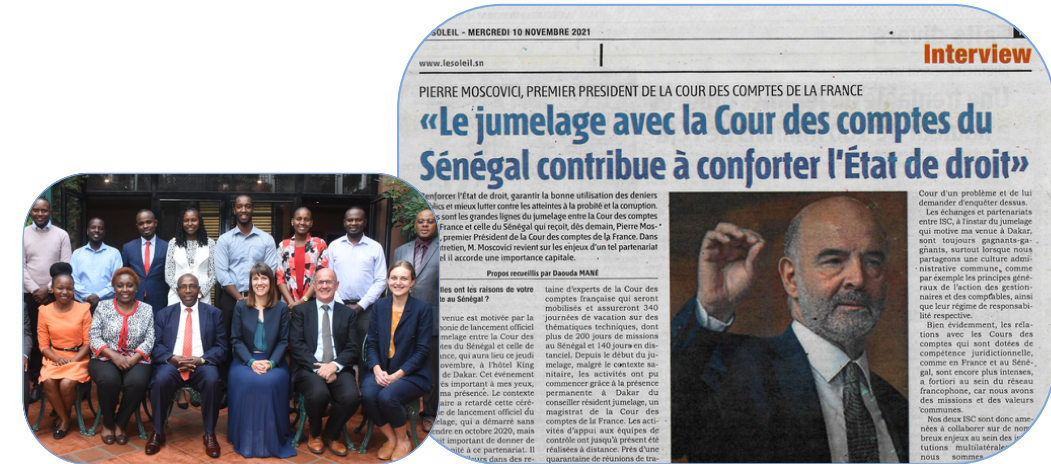 SOLEIL - MERCREDI 10 NOVEMBRE 2021
www.lesoleil.sn
Interview
PIERRE MOSCOVICI, PREMIER PRESIDENT DE LA COUR DES COMPTES DE LA FRANCE
«Le jumelage avec la Cour des comptes du
Sénégal contribue à conforter l'État de droit»
enforcer l'État de droit, garantir la bonne utilisation des deniers
et mieux lutter contre les atteintes à la probité et la corruption.
sont les grandes lignes du jumelage entre la Cour des comptes
France et celle du Sénégal qui reçoit, dès demain, Pierre Mos-
, premier Président de la Cour des comptes de la France. Dans
M. Moscovici revient sur les enjeux d'un tel partenariat
il accorde une importance capitale.
Propos recueillis par Daouda MANÉ
ont les raisons de votre
au Sénégal ?
venue est motivée par la
de lancement officiel
entre la Cour des
du Sénégal et celle de
qui aura lieu ce jeudi
à l'hôtel King
de Dakar. Cet événement
important à mes yeux,
ma présence. Le contexte
a retardé cette céré-
de lancement officiel du
qui a démarré sans
en octobre 2020, mais
important de donner de
à ce partenariat. Il
dans des re-
taine d'experts de la Cour des
comptes française qui seront
mobilisés et assureront 340
journées de vacation sur des
thématiques techniques, dont
plus de 200 jours de missions
au Sénégal et 140 jours en dis-
tanciel. Depuis le début du ju-
melage, malgré le contexte sa-
nitaire, les activités ont pu
commencer grâce à la présence
permanente à Dakar du
conseiller résident jumelage, un
magistrat de la Cour des
comptes de la France. Les acti-
vités d'appui aux équipes de
contrôle ont jusqu'à présent été
réalisées à distance. Près d'une
quarantaine de réunions de tra-
Cour d'un problème et de lui
demander d'enquêter dessus.
Les échanges et partenariats
entre ISC, à l'instar du jumelage
qui motive ma venue à Dakar,
sont toujours gagnants-ga-
gnants, surtout lorsque nous
partageons une culture admi-
nistrative commune, comme
par exemple les principes géné-
raux de l'action des gestion-
naires et des comptables, ainsi
que leur régime de responsabi-
lité respective.
Bien évidemment, les rela-
tions avec les Cours des
comptes qui sont dotées de
compétence juridictionnelle,
comme en France et au Séné-
gal, sont encore plus intenses,
a fortiori au sein du réseau
francophone, car nous avons
des missions et des valeurs
communes.
Nos deux ISC sont donc ame-
nées à collaborer sur de nom-
breux enjeux au sein des
multilatérales
nous sommes